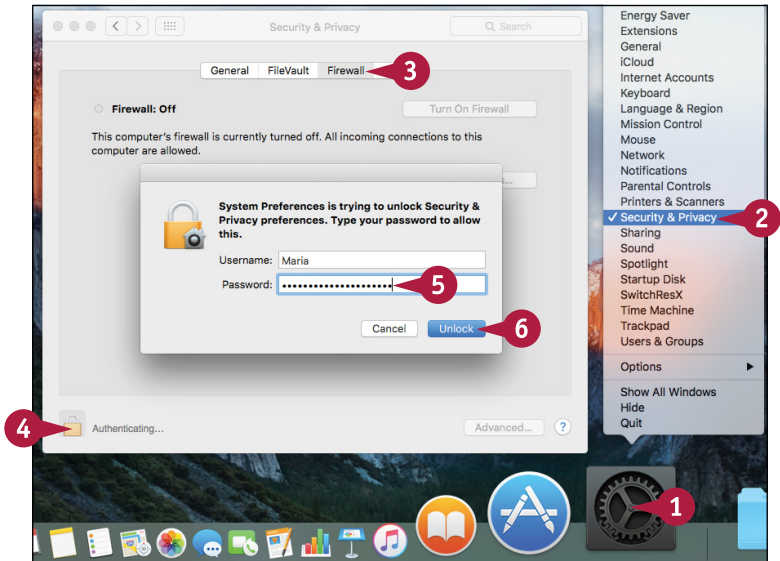 Security & Privacy
Search
General
FileVault
Firewall
3
Firewall: Off
Turn On Firewall
This computer's firewall is currently turned off. All incoming connections to this
computer are allowed.
System Preferences is trying to unlock Security &
Privacy preferences. Type your password to allow
this.
Username: Maria
Password: 
5
Cancel
Unlock
6
4
Authenticating...
Advanced...
?
Energy Saver
Extensions
General
iCloud
Internet Accounts
Keyboard
Language & Region
Mission Control
Mouse
Network
Notifications
Parental Controls
Printers & Scanners
✓ Security & Privacy
2
Sharing
Sound
Spotlight
Startup Disk
SwitchResX
Time Machine
Trackpad
Users & Groups
Options
Show All Windows
Hide
Quit
1